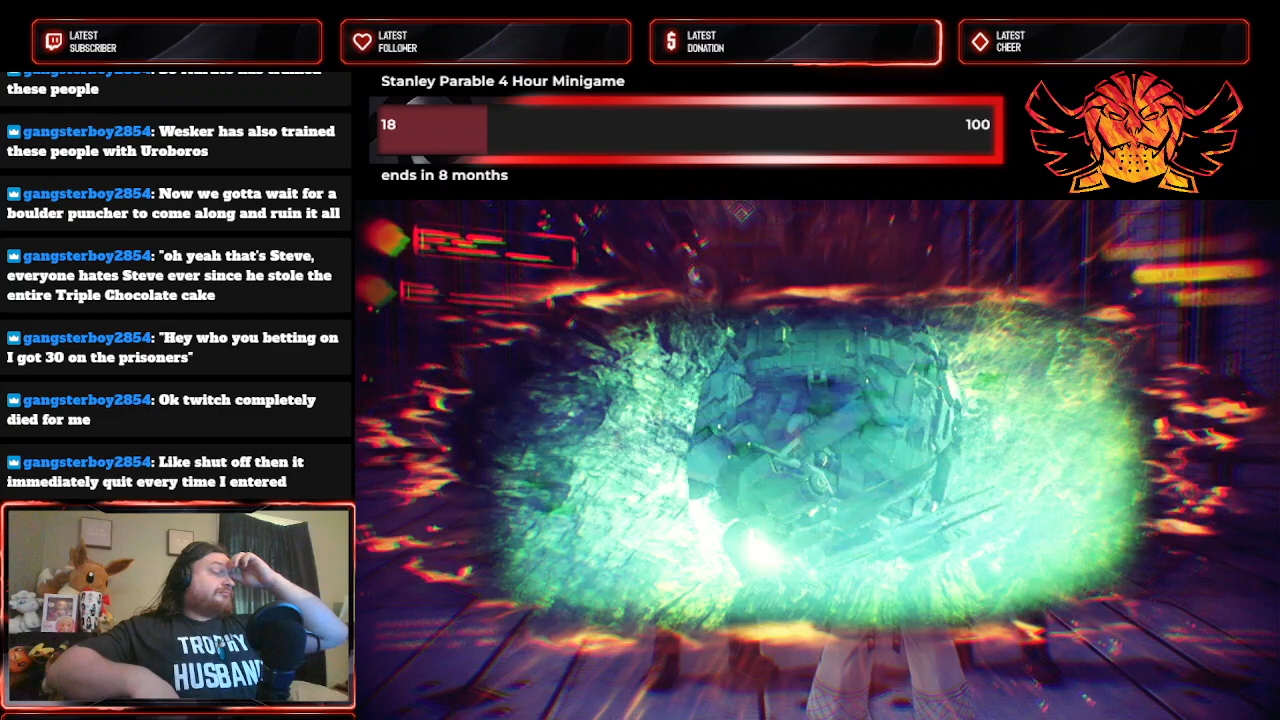 LATEST
SUBSCRIBER
LATEST
FOLLOWER
LATEST
DONATION
LATEST
CHEER
Stanley Parable 4 Hour Minigame
18
100
ends in 8 months
these people
gangsterboy2854: Wesker has also trained
these people with Uroboros
gangsterboy2854: Now we gotta wait for a
boulder puncher to come along and ruin it all
gangsterboy2854: "oh yeah that's Steve,
everyone hates Steve ever since he stole the
entire Triple Chocolate cake
gangsterboy2854: "Hey who you betting on
I got 30 on the prisoners"
gangsterboy2854: Ok twitch completely
died for me
gangsterboy2854: Like shut off then it
immediately quit every time I entered
TROPHY
HUSBAND